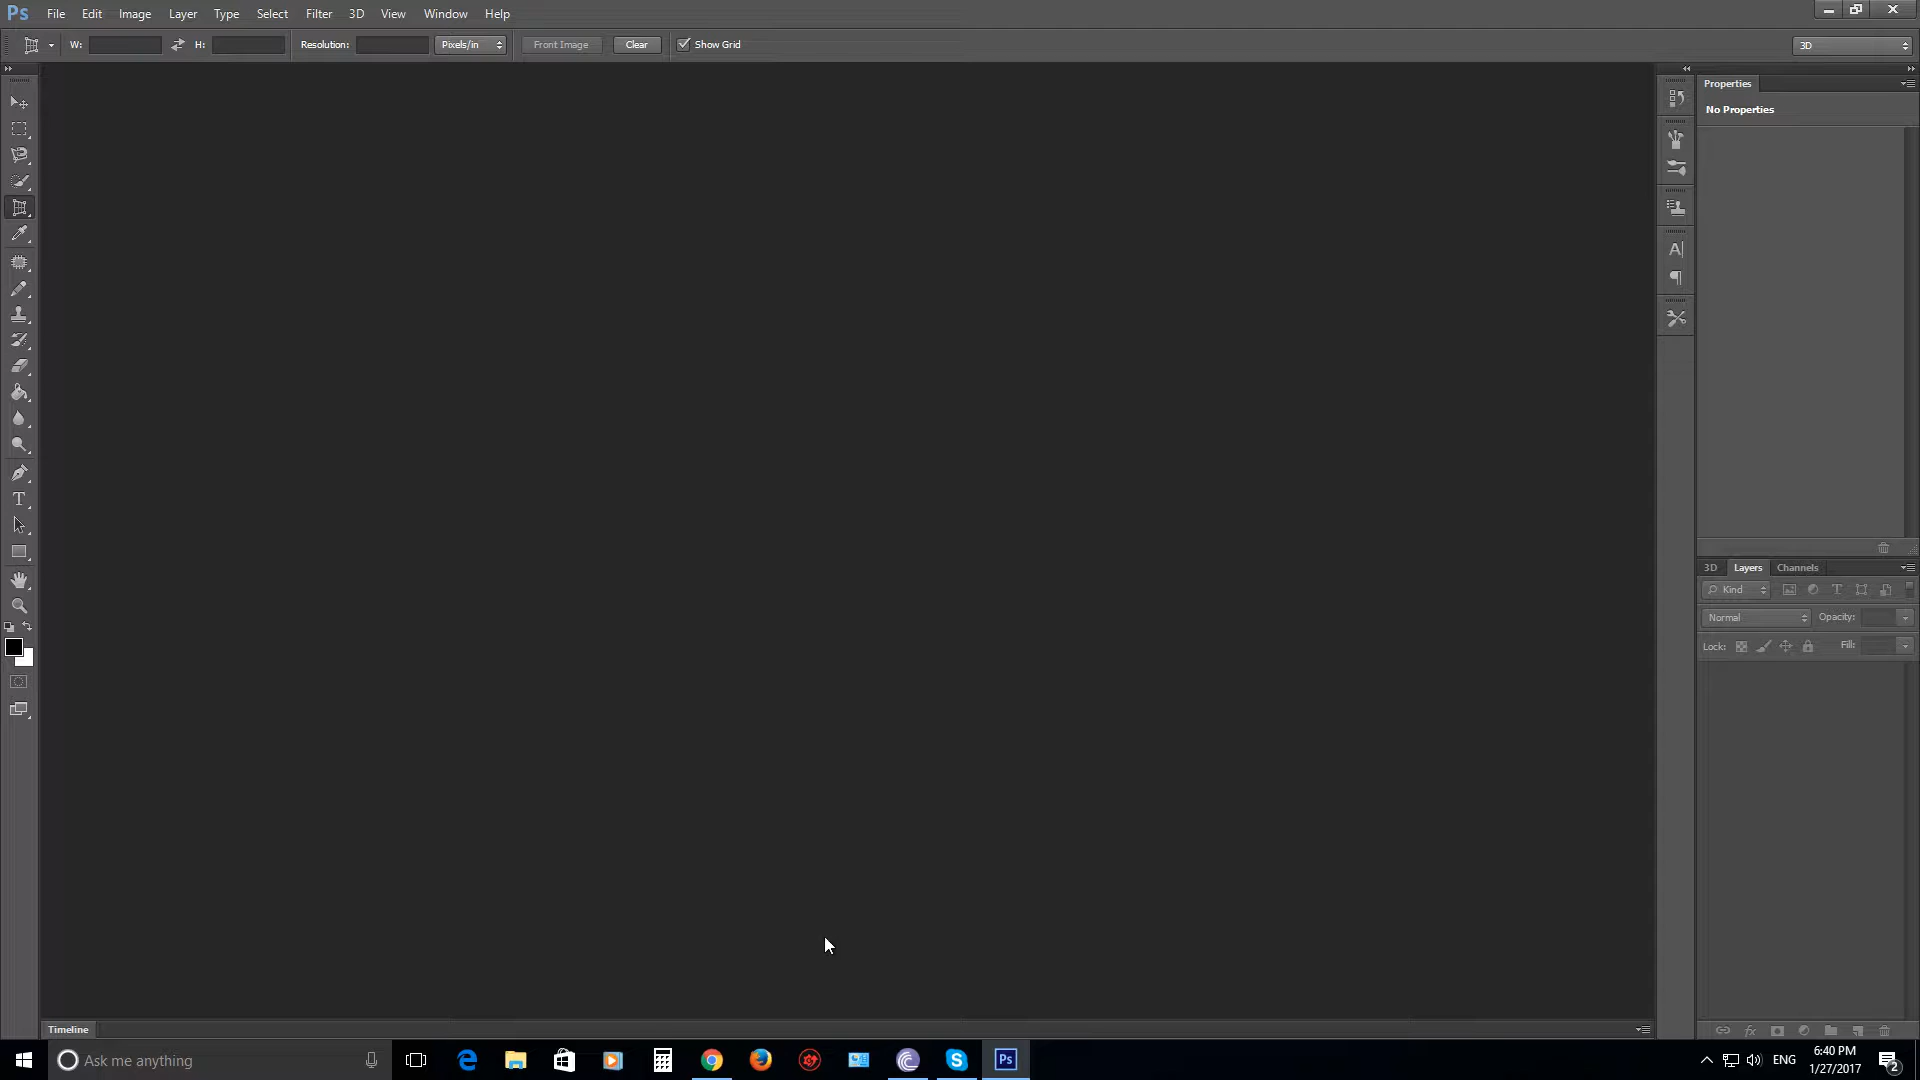 Ps File Edit Image Layer Type Select Filter 3D View Window Help
W: H: Resolution: Pixels/in Front Image Clear Show Grid 3D
Properties
No Properties
3D Layers Channels
Kind
Normal Opacity:
Lock: Fill:
Timeline
Ask me anything
Ps
ENG
6:40 PM
1/27/2017
2